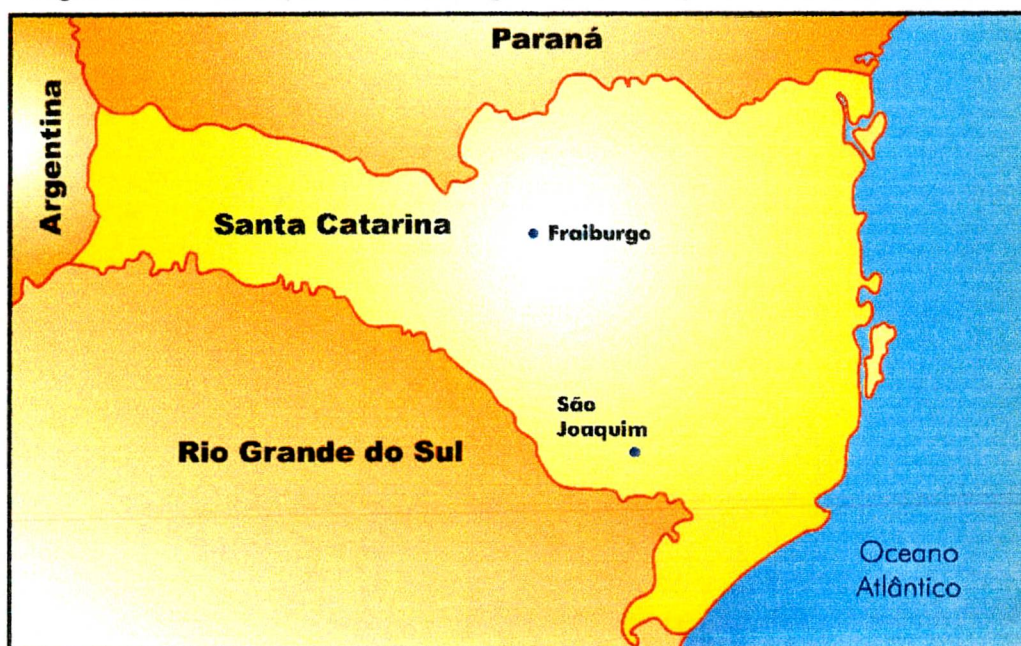 Paraná
Argentina
Santa Catarina
Fraiburgo
São
Joaquim
Rio Grande do Sul
Oceano
Atlântico